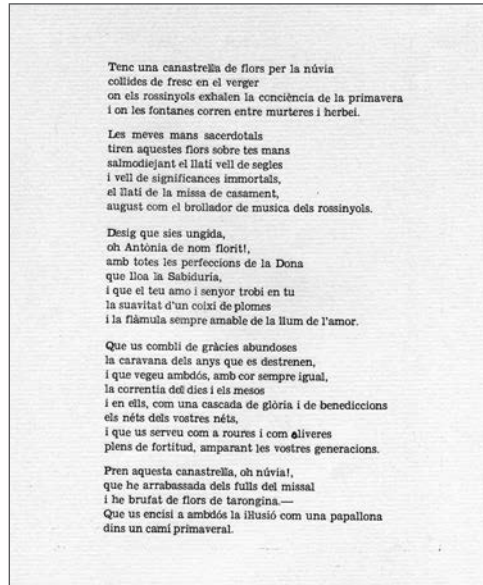 Tenc una canastreŀla de flors per la núvia
collides de fresc en el verger
on els rossinyols exhalen la conciència de la primavera
i on les fontanes corren entre murteres i herbei.
Les meves mans sacerdotals
tiren aquestes flors sobre tes mans
salmodiejant el llatí vell de segles
i vell de significances immortals,
el llatí de la missa de casament,
august com el brollador de musica dels rossinyols.
Desig que sies ungida,
oh Antònia de nom florit!,
amb totes les perfeccions de la Dona
que lloa la Sabiduria,
i que el teu amo i senyor trobi en tu
la suavitat d'un coixí de plomes
i la flàmula sempre amable de la llum de l'amor.
Que us combli de gràcies abundoses
la caravana dels anys que es destrenen,
i que vegeu ambdós, amb cor sempre igual,
la correntia del dies i els mesos
i en ells, com una cascada de glòria i de benediccions
els néts dels vostres néts,
i que us serveu com a roures i com oliveres
plens de fortitud, amparant les vostres generacions.
Pren aquesta canastreŀla, oh núvia!,
que he arrabassada dels fulls del missal
i he brufat de flors de tarongina.—
Que us encisi a ambdós la iŀlusió com una papallona
dins un camí primaveral.